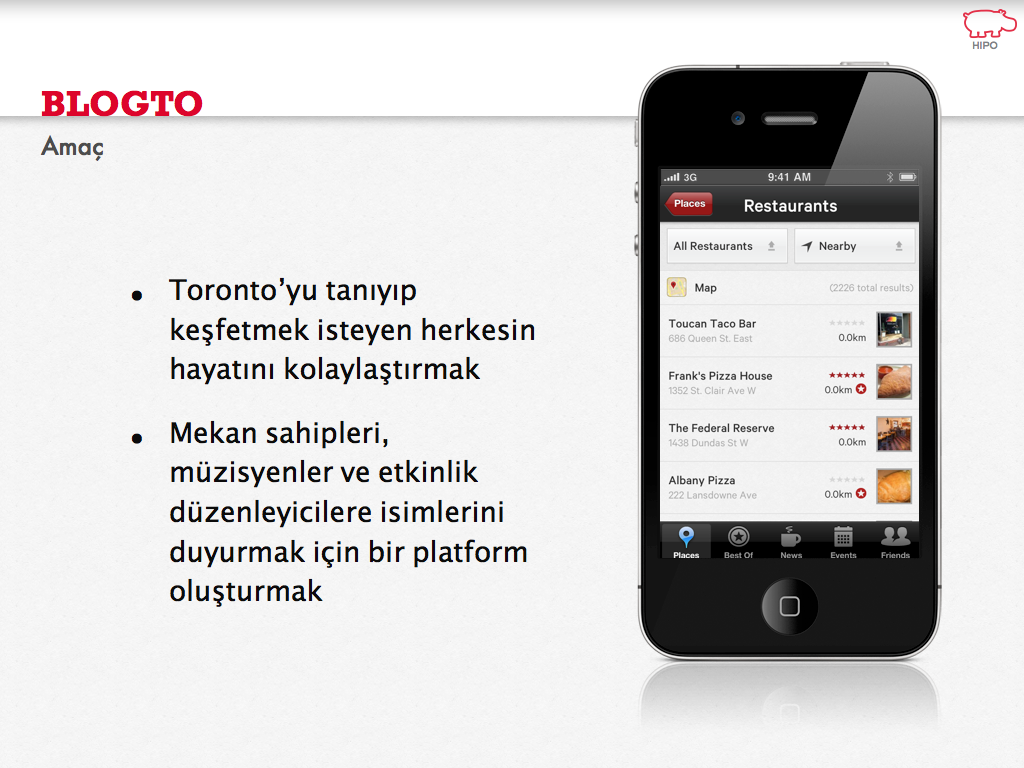 HIPO
BLOGTO
Amaç
• Toronto’yu tanıyıp
keşfetmek isteyen herkesin
hayatını kolaylaştırmak
• Mekan sahipleri,
müzisyenler ve etkinlik
düzenleyicilere isimlerini
duyurmak için bir platform
oluşturmak
3G 9:41 AM
Places Restaurants
All Restaurants Nearby
Map (2226 total results)
Toucan Taco Bar
686 Queen St. East 0.0km
Frank's Pizza House
1352 St. Clair Ave W 0.0km
The Federal Reserve
1438 Dundas St W 0.0km
Albany Pizza
222 Lansdowne Ave 0.0km
Places Best Of News Events Friends